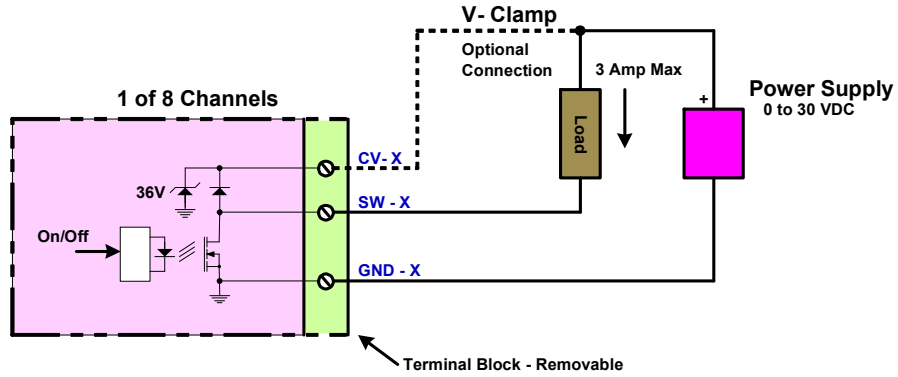 V- Clamp
Optional
Connection
3 Amp Max
Power Supply
0 to 30 VDC
+
1 of 8 Channels
Load
CV- X
36V
SW - X
On/Off
GND - X
Terminal Block - Removable